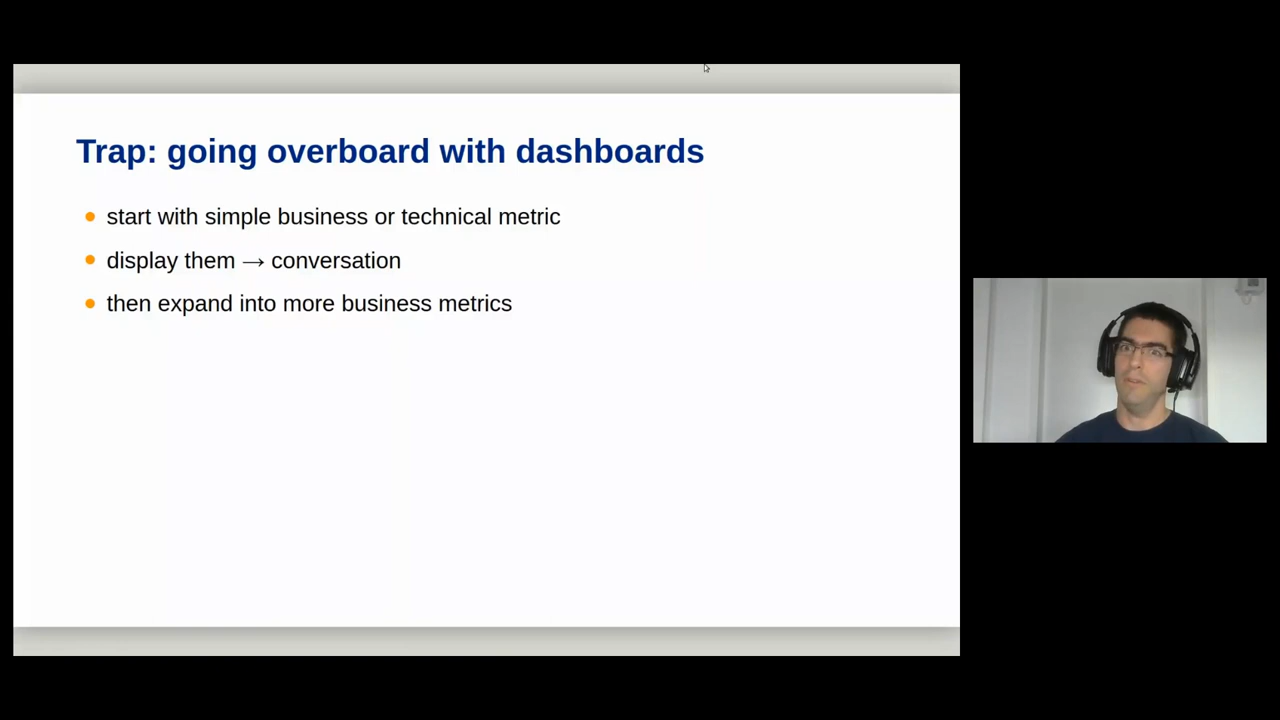 Trap: going overboard with dashboards
start with simple business or technical metric
display them → conversation
then expand into more business metrics